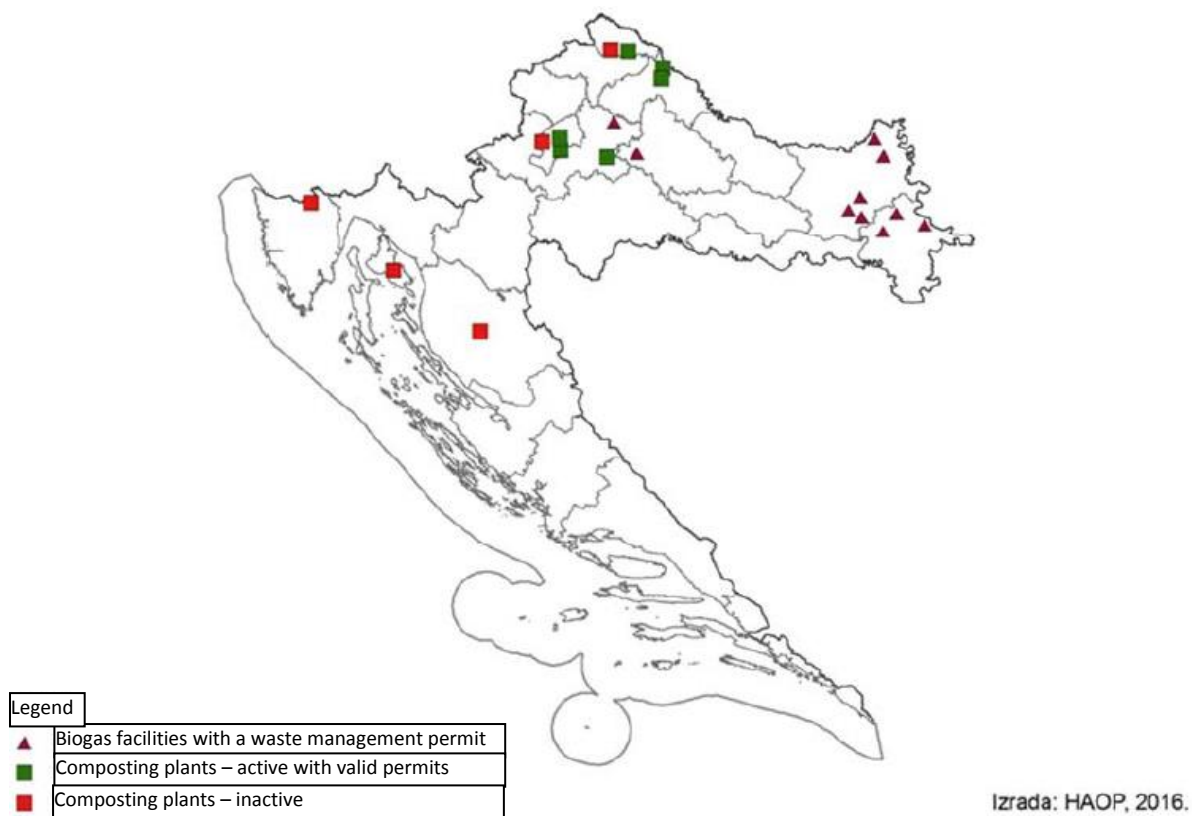 Legend
Biogas facilities with a waste management permit
Composting plants – active with valid permits
Composting plants – inactive
Izrada: HAOP, 2016.